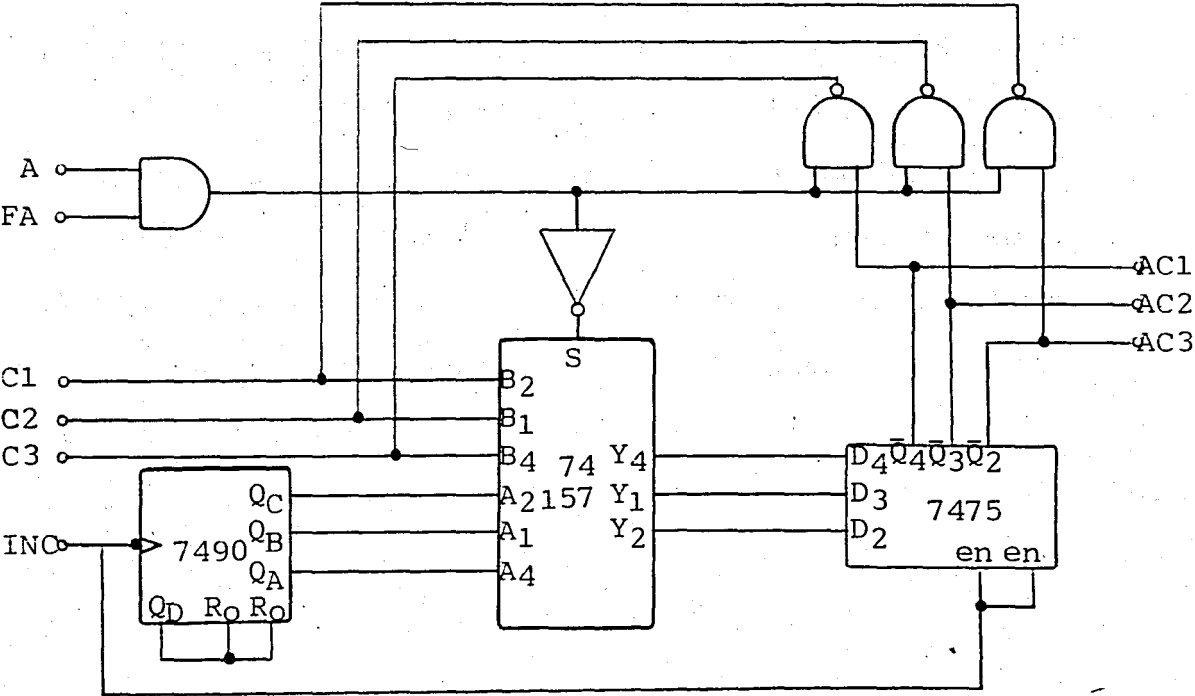 A
FA
AC1
AC2
AC3
S
C1
C2
C3
B2
B1
B4
A2
A1
A4
74
157
Y4
Y1
Y2
D4
D3
D2
Q̅4
Q̅3
Q̅2
7475
en en
INC
7490
QC
QB
QA
QD
RO
RO